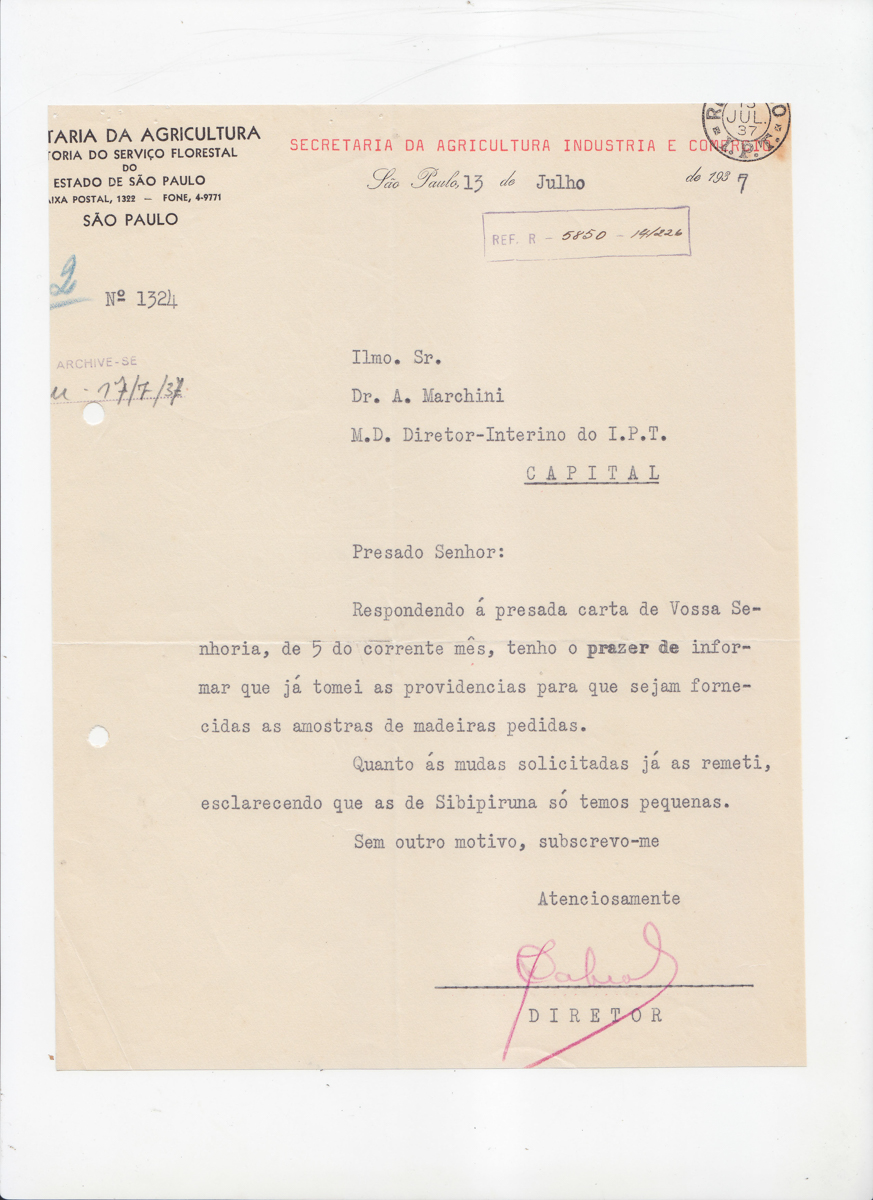 TARIA DA AGRICULTURA
TORIA DO SERVIÇO FLORESTAL
DO
ESTADO DE SÃO PAULO
AIXA POSTAL, 1322 — FONE, 4-9771
SÃO PAULO
SECRETARIA DA AGRICULTURA INDUSTRIA E COMERCIO
JUL.
37
I.P.T.
São Paulo, 13 de Julho de 1937
REF. R - 5850 - 19/226
2
Nº 1324
ARCHIVE-SE
17/7/37
Ilmo. Sr.
Dr. A. Marchini
M.D. Diretor-Interino do I.P.T.
C A P I T A L
Presado Senhor:
Respondendo á presada carta de Vossa Se-
nhoria, de 5 do corrente mês, tenho o prazer de infor-
mar que já tomei as providencias para que sejam forne-
cidas as amostras de madeiras pedidas.
Quanto ás mudas solicitadas já as remeti,
esclarecendo que as de Sibipiruna só temos pequenas.
Sem outro motivo, subscrevo-me
Atenciosamente
D I R E T O R